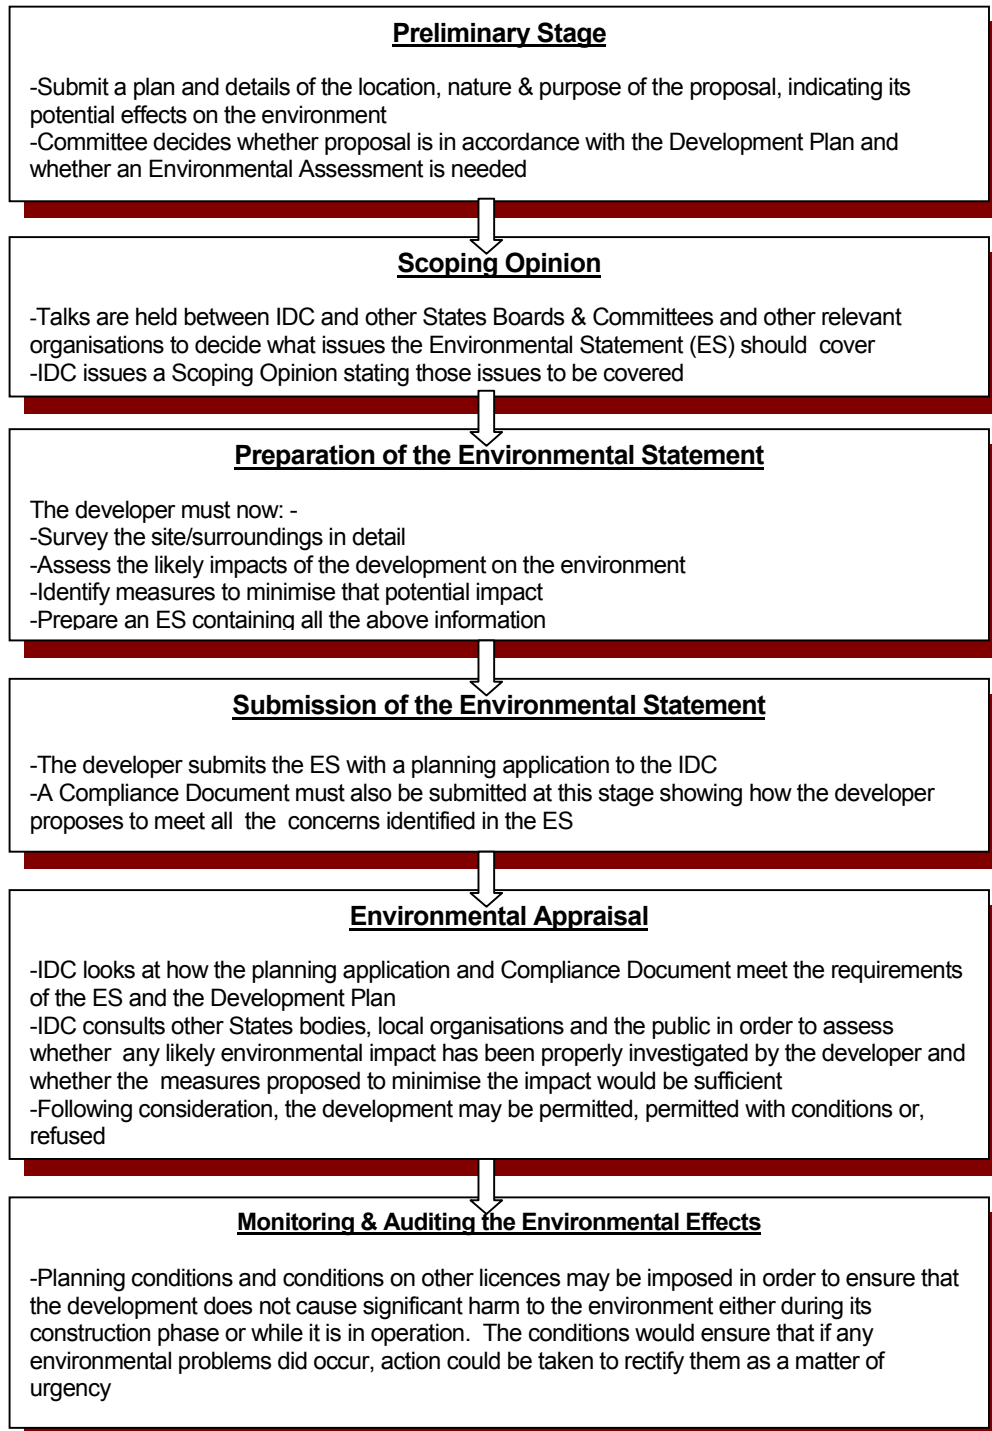 Preliminary Stage
-Submit a plan and details of the location, nature & purpose of the proposal, indicating its
potential effects on the environment
-Committee decides whether proposal is in accordance with the Development Plan and
whether an Environmental Assessment is needed
Scoping Opinion
-Talks are held between IDC and other States Boards & Committees and other relevant
organisations to decide what issues the Environmental Statement (ES) should  cover
-IDC issues a Scoping Opinion stating those issues to be covered
Preparation of the Environmental Statement
The developer must now: -
-Survey the site/surroundings in detail
-Assess the likely impacts of the development on the environment
-Identify measures to minimise that potential impact
-Prepare an ES containing all the above information
Submission of the Environmental Statement
-The developer submits the ES with a planning application to the IDC
-A Compliance Document must also be submitted at this stage showing how the developer
proposes to meet all  the  concerns identified in the ES
Environmental Appraisal
-IDC looks at how the planning application and Compliance Document meet the requirements
of the ES and the Development Plan
-IDC consults other States bodies, local organisations and the public in order to assess
whether  any likely environmental impact has been properly investigated by the developer and
whether the  measures proposed to minimise the impact would be sufficient
-Following consideration, the development may be permitted, permitted with conditions or,
refused
Monitoring & Auditing the Environmental Effects
-Planning conditions and conditions on other licences may be imposed in order to ensure that
the development does not cause significant harm to the environment either during its
construction phase or while it is in operation.  The conditions would ensure that if any
environmental problems did occur, action could be taken to rectify them as a matter of
urgency